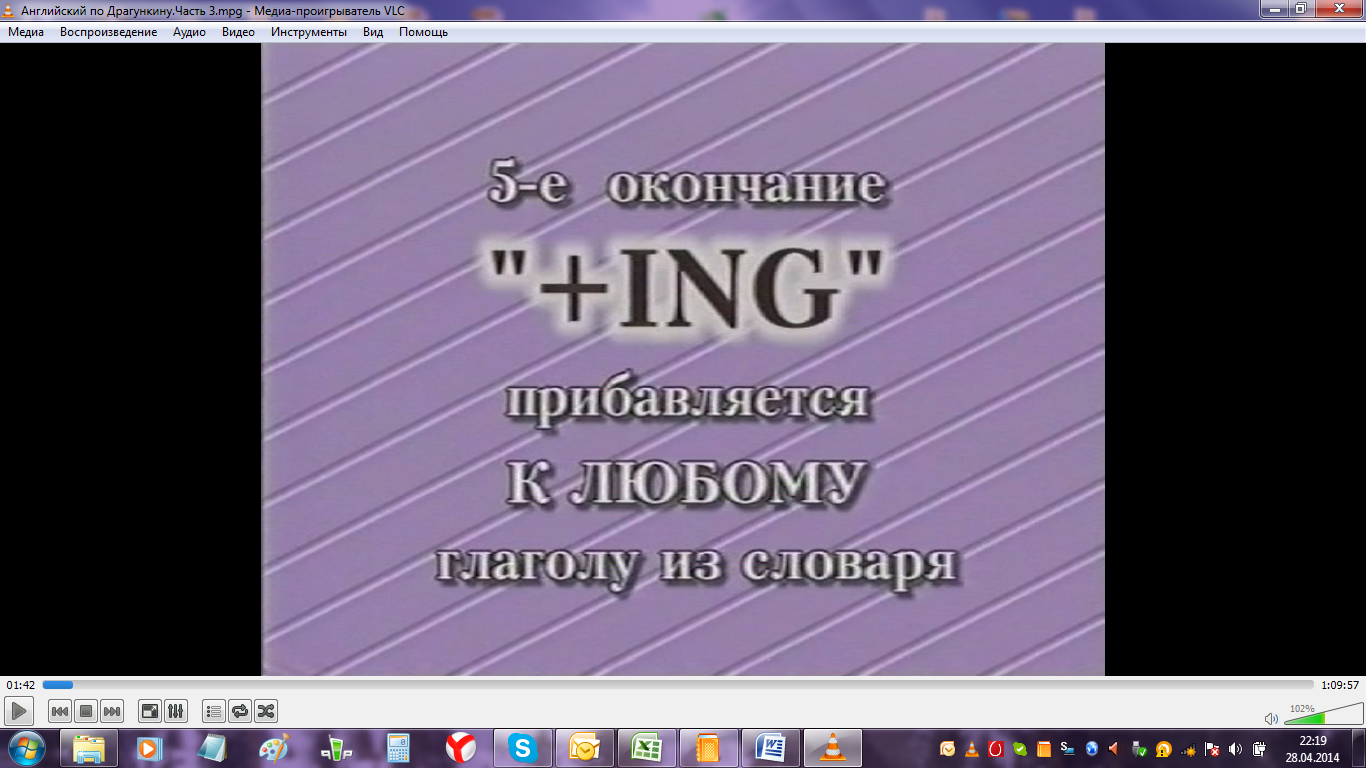 Английский по Драгункину.Часть 3.mpg - Медиа-проигрыватель VLC
Медиа Воспроизведение Аудио Видео Инструменты Вид Помощь
5-е окончание
"+ING"
прибавляется
К ЛЮБОМУ
глаголу из словаря
01:42 1:09:57
102%
22:19
28.04.2014